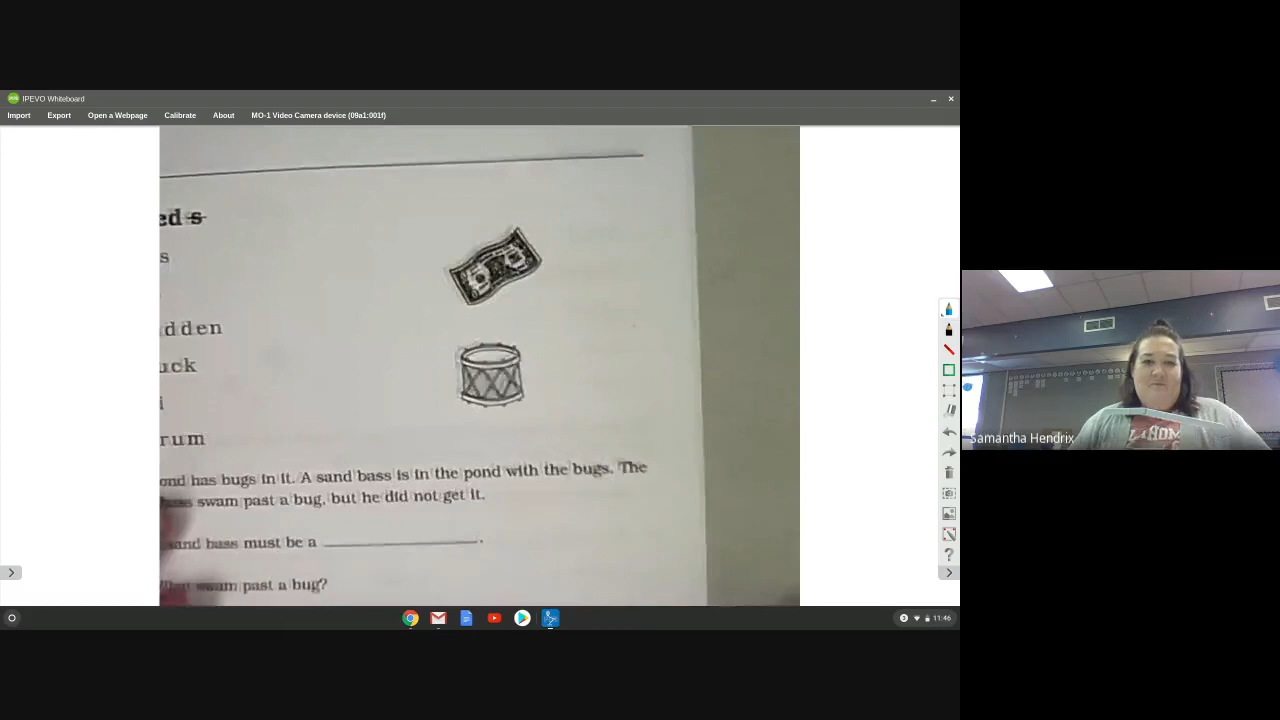 IPEVO Whiteboard
Import Export Open a Webpage Calibrate About MO-1 Video Camera device (09a1:001f)
ed s
s
dden
uck
i
rum
ond has bugs in it. A sand bass is in the pond with the bugs. The
swam past a bug, but he did not get it.
sand bass must be a ____________.
swam past a bug?
Samantha Hendrix
3 11:46